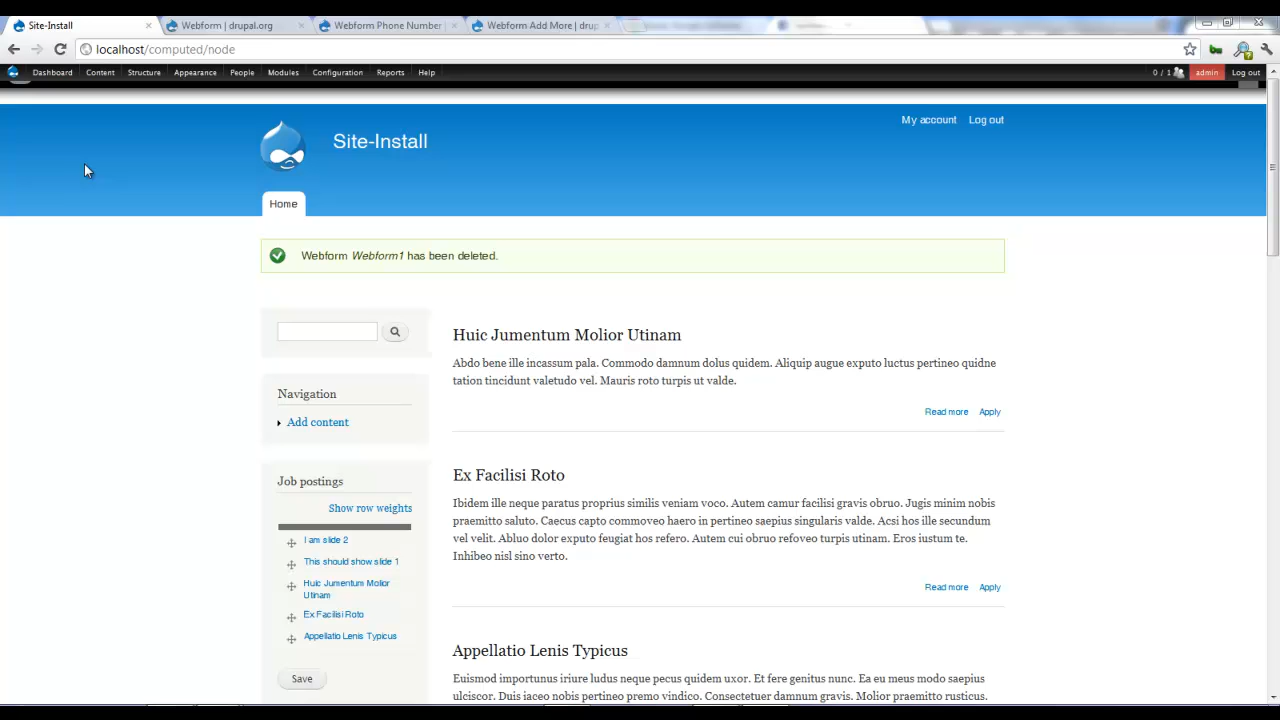 Site-Install
Webform | drupal.org
Webform Phone Number
Webform Add More | drup
localhost/computed/node
Dashboard Content Structure Appearance People Modules Configuration Reports Help
0 / 1 admin Log out
My account Log out
Site-Install
Home
Webform Webform1 has been deleted.
Huic Jumentum Molior Utinam
Abdo bene ille incassum pala. Commodo damnum dolus quidem. Aliquip augue exputo luctus pertineo quidne
tation tincidunt valetudo vel. Mauris roto turpis ut valde.
Read more Apply
Navigation
Add content
Ex Facilisi Roto
Ibidem ille neque paratus proprius similis veniam voco. Autem camur facilisi gravis obruo. Jugis minim nobis
praemitto saluto. Caecus capto commoveo haero in pertineo saepius singularis valde. Acsi hos ille secundum
vel velit. Abluo dolor exputo feugiat hos refero. Autem cui obruo refoveo turpis utinam. Eros iustum te.
Inhibeo nisl sino verto.
Read more Apply
Job postings
Show row weights
I am slide 2
This should show slide 1
Huic Jumentum Molior
Utinam
Ex Facilisi Roto
Appellatio Lenis Typicus
Save
Appellatio Lenis Typicus
Euismod importunus iriure ludus neque pecus quidem uxor. Et fere genitus nunc. Ea eu meus modo saepius
ulciscor. Duis iaceo nobis pertineo premo vindico. Consectetuer damnum gravis. Molior praemitto rusticus.